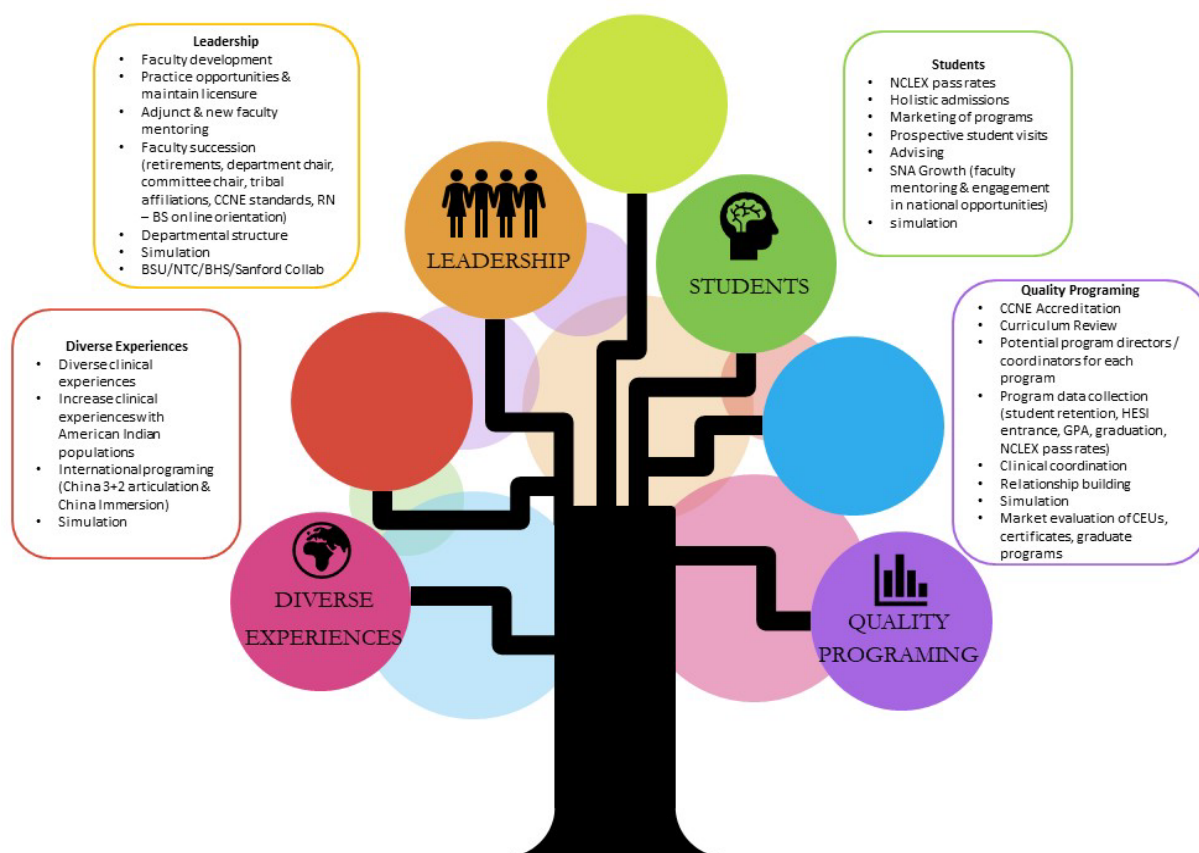 Leadership
• Faculty development
• Practice opportunities &
maintain licensure
• Adjunct & new faculty
mentoring
• Faculty succession
(retirements, department chair,
committee chair, tribal
affiliations, CCNE standards, RN
– BS online orientation)
• Departmental structure
• Simulation
• BSU/NTC/BHS/Sanford Collab
Students
• NCLEX pass rates
• Holistic admissions
• Marketing of programs
• Prospective student visits
• Advising
• SNA Growth (faculty
mentoring & engagement
in national opportunities)
• simulation
LEADERSHIP
STUDENTS
Diverse Experiences
• Diverse clinical
experiences
• Increase clinical
experiences with
American Indian
populations
• International programing
(China 3+2 articulation &
China Immersion)
• Simulation
Quality Programing
• CCNE Accreditation
• Curriculum Review
• Potential program directors /
coordinators for each
program
• Program data collection
(student retention, HESI
entrance, GPA, graduation,
NCLEX pass rates)
• Clinical coordination
• Relationship building
• Simulation
• Market evaluation of CEUs,
certificates, graduate
programs
DIVERSE
EXPERIENCES
QUALITY
PROGRAMING